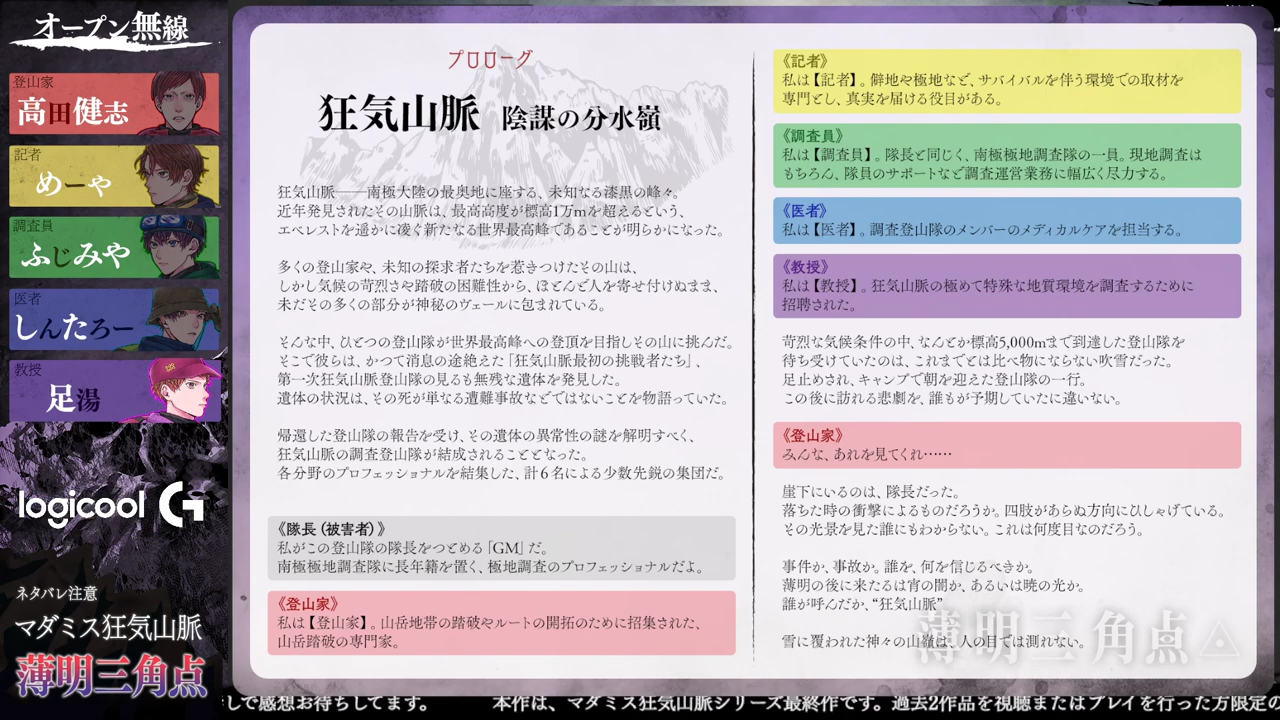 オープン無線
登山家
高田健志
記者
めーや
調査員
ふじみや
医者
しんたろー
教授
足湯
logicool G
ネタバレ注意
マダミス狂気山脈
薄明三角点
プロローグ
狂気山脈 陰謀の分水嶺
狂気山脈──南極大陸の最奥地に座する、未知なる漆黒の峰々。
近年発見されたその山脈は、最高高度が標高1万mを超えるという、
エベレストを遥かに凌ぐ新たなる世界最高峰であることが明らかになった。
多くの登山家や、未知の探求者たちを惹きつけたその山は、
しかし気候の苛烈さや踏破の困難性から、ほとんど人を寄せ付けぬまま、
未だその多くの部分が神秘のヴェールに包まれている。
そんな中、ひとつの登山隊が世界最高峰への登頂を目指しその山に挑んだ。
そこで彼らは、かつて消息の途絶えた「狂気山脈最初の挑戦者たち」、
第一次狂気山脈登山隊の見るも無残な遺体を発見した。
遺体の状況は、その死が単なる遭難事故などではないことを物語っていた。
帰還した登山隊の報告を受け、その遺体の異常性の謎を解明すべく、
狂気山脈の調査登山隊が結成されることとなった。
各分野のプロフェッショナルを結集した、計6名による少数先鋭の集団だ。
《隊長（被害者）》
私がこの登山隊の隊長をつとめる「GM」だ。
南極極地調査隊に長年籍を置く、極地調査のプロフェッショナルだよ。
《登山家》
私は【登山家】。山岳地帯の踏破やルートの開拓のために招集された、
山岳踏破の専門家。
《記者》
私は【記者】。僻地や極地など、サバイバルを伴う環境での取材を
専門とし、真実を届ける役目がある。
《調査員》
私は【調査員】。隊長と同じく、南極極地調査隊の一員。現地調査は
もちろん、隊員のサポートなど調査運営業務に幅広く尽力する。
《医者》
私は【医者】。調査登山隊のメンバーのメディカルケアを担当する。
《教授》
私は【教授】。狂気山脈の極めて特殊な地質環境を調査するために
招聘された。
苛烈な気候条件の中、なんとか標高5,000mまで到達した登山隊を
待ち受けていたのは、これまでとは比べ物にならない吹雪だった。
足止めされ、キャンプで朝を迎えた登山隊の一行。
この後に訪れる悲劇を、誰もが予期していたに違いない。
《登山家》
みんな、あれを見てくれ……
崖下にいるのは、隊長だった。
落ちた時の衝撃によるものだろうか。四肢があらぬ方向にひしゃげている。
その光景を見た誰にもわからない。これは何度目なのだろう。
事件か、事故か。誰を、何を信じるべきか。
薄明の後に来たるは宵の闇か、あるいは暁の光か。
誰が呼んだか、“狂気山脈”
雪に覆われた神々の山嶺は、人の目では測れない。
薄明三角点
しで感想お待ちしてます。 本作は、マダミス狂気山脈シリーズ最終作です。過去2作品を視聴またはプレイを行った方限定の